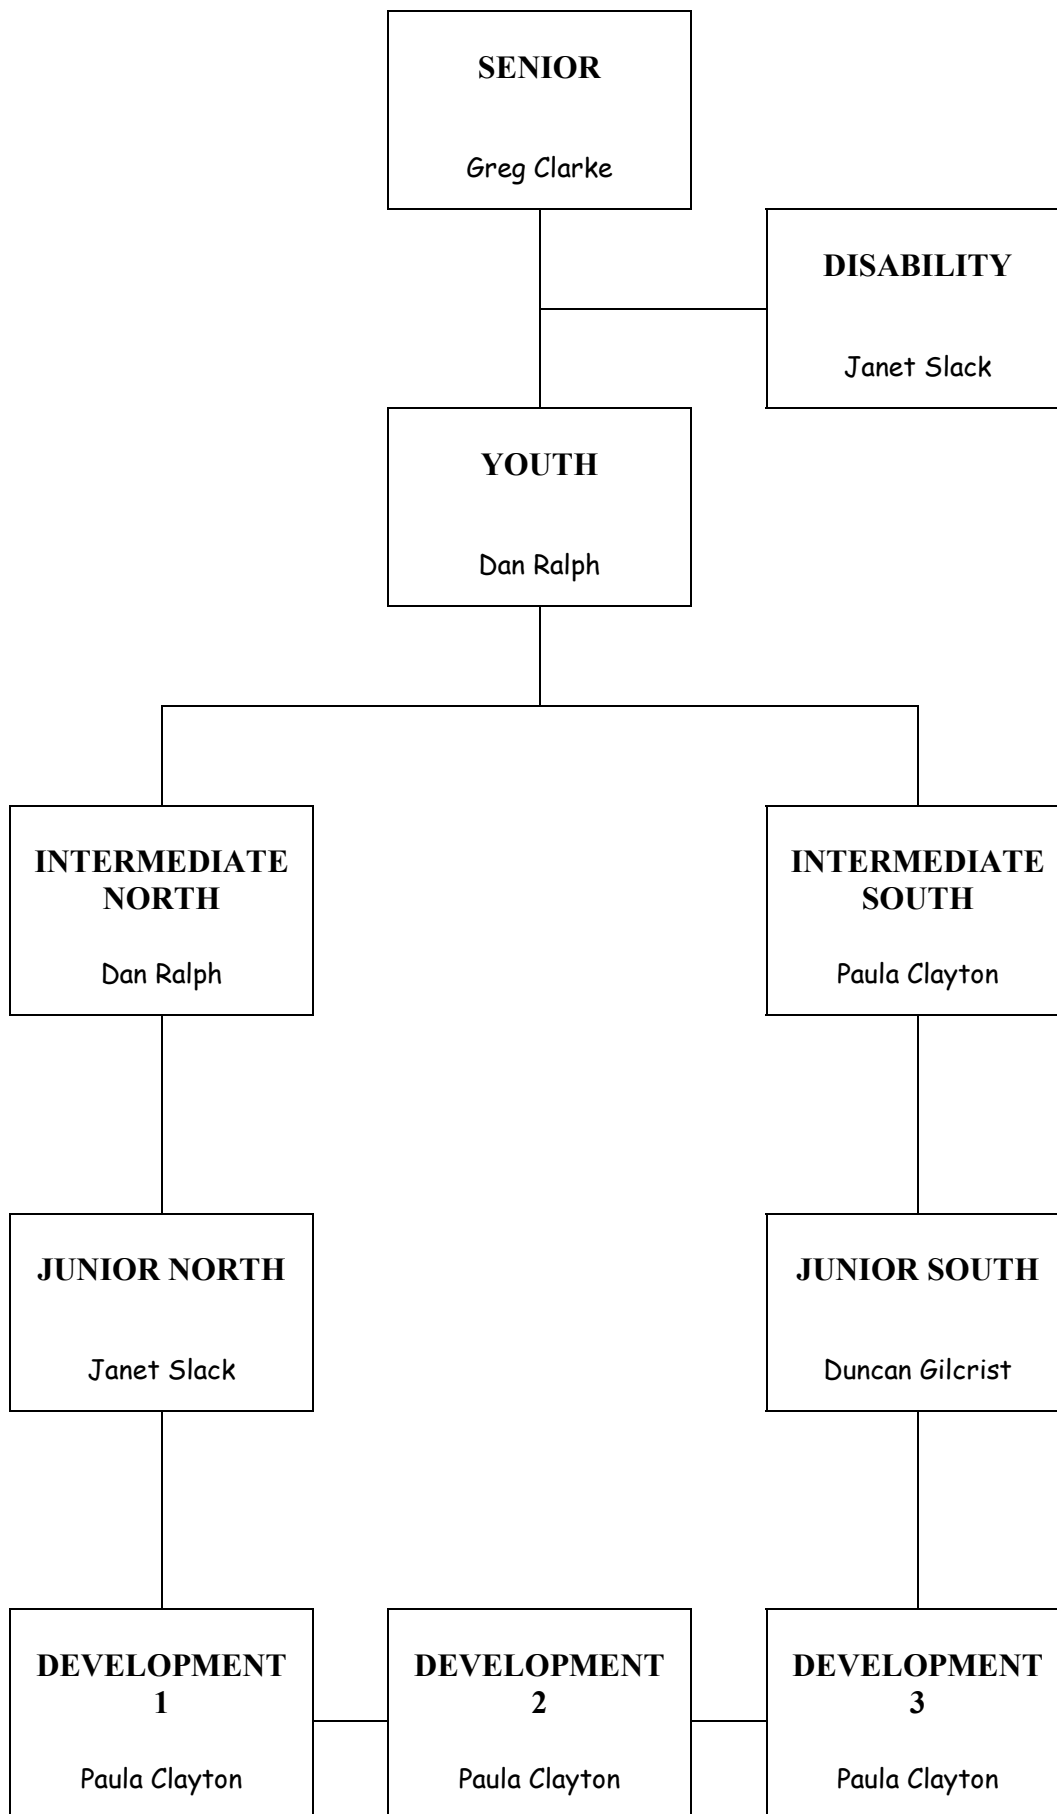 SENIOR
Greg Clarke
DISABILITY
Janet Slack
YOUTH
Dan Ralph
INTERMEDIATE
NORTH
Dan Ralph
INTERMEDIATE
SOUTH
Paula Clayton
JUNIOR NORTH
Janet Slack
JUNIOR SOUTH
Duncan Gilcrist
DEVELOPMENT
1
Paula Clayton
DEVELOPMENT
2
Paula Clayton
DEVELOPMENT
3
Paula Clayton